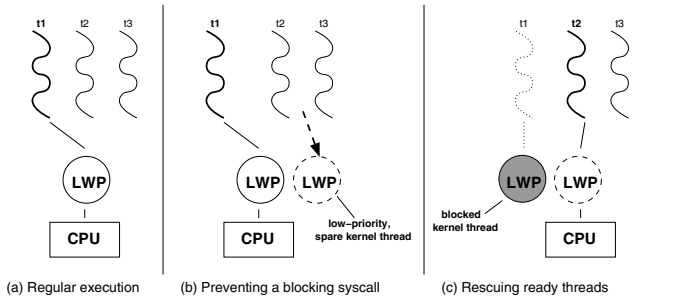 t1 t2 t3
t1 t2 t3
t1 t2 t3
LWP
LWP LWP
LWP LWP
low-priority,
spare kernel thread
blocked
kernel thread
CPU
CPU
CPU
(a) Regular execution
(b) Preventing a blocking syscall
(c) Rescuing ready threads